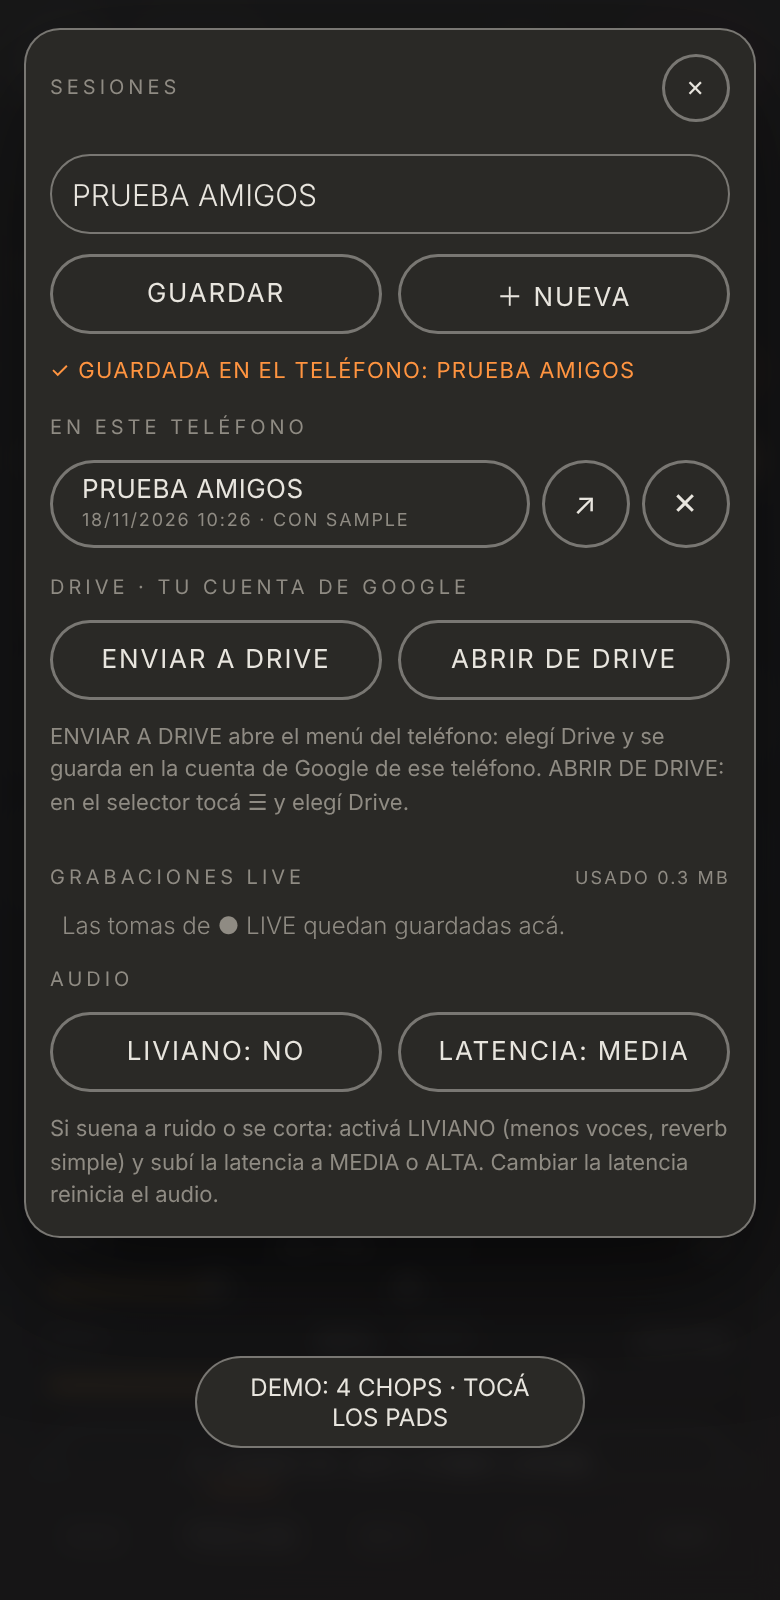 SESIONES
×
PRUEBA AMIGOS
GUARDAR
+ NUEVA
✓ GUARDADA EN EL TELÉFONO: PRUEBA AMIGOS
EN ESTE TELÉFONO
PRUEBA AMIGOS
18/11/2026 10:26 · CON SAMPLE
↗
✕
DRIVE · TU CUENTA DE GOOGLE
ENVIAR A DRIVE
ABRIR DE DRIVE
ENVIAR A DRIVE abre el menú del teléfono: elegí Drive y se
guarda en la cuenta de Google de ese teléfono. ABRIR DE DRIVE:
en el selector tocá ☰ y elegí Drive.
GRABACIONES LIVE
USADO 0.3 MB
Las tomas de ● LIVE quedan guardadas acá.
AUDIO
LIVIANO: NO
LATENCIA: MEDIA
Si suena a ruido o se corta: activá LIVIANO (menos voces, reverb
simple) y subí la latencia a MEDIA o ALTA. Cambiar la latencia
reinicia el audio.
DEMO: 4 CHOPS · TOCÁ
LOS PADS